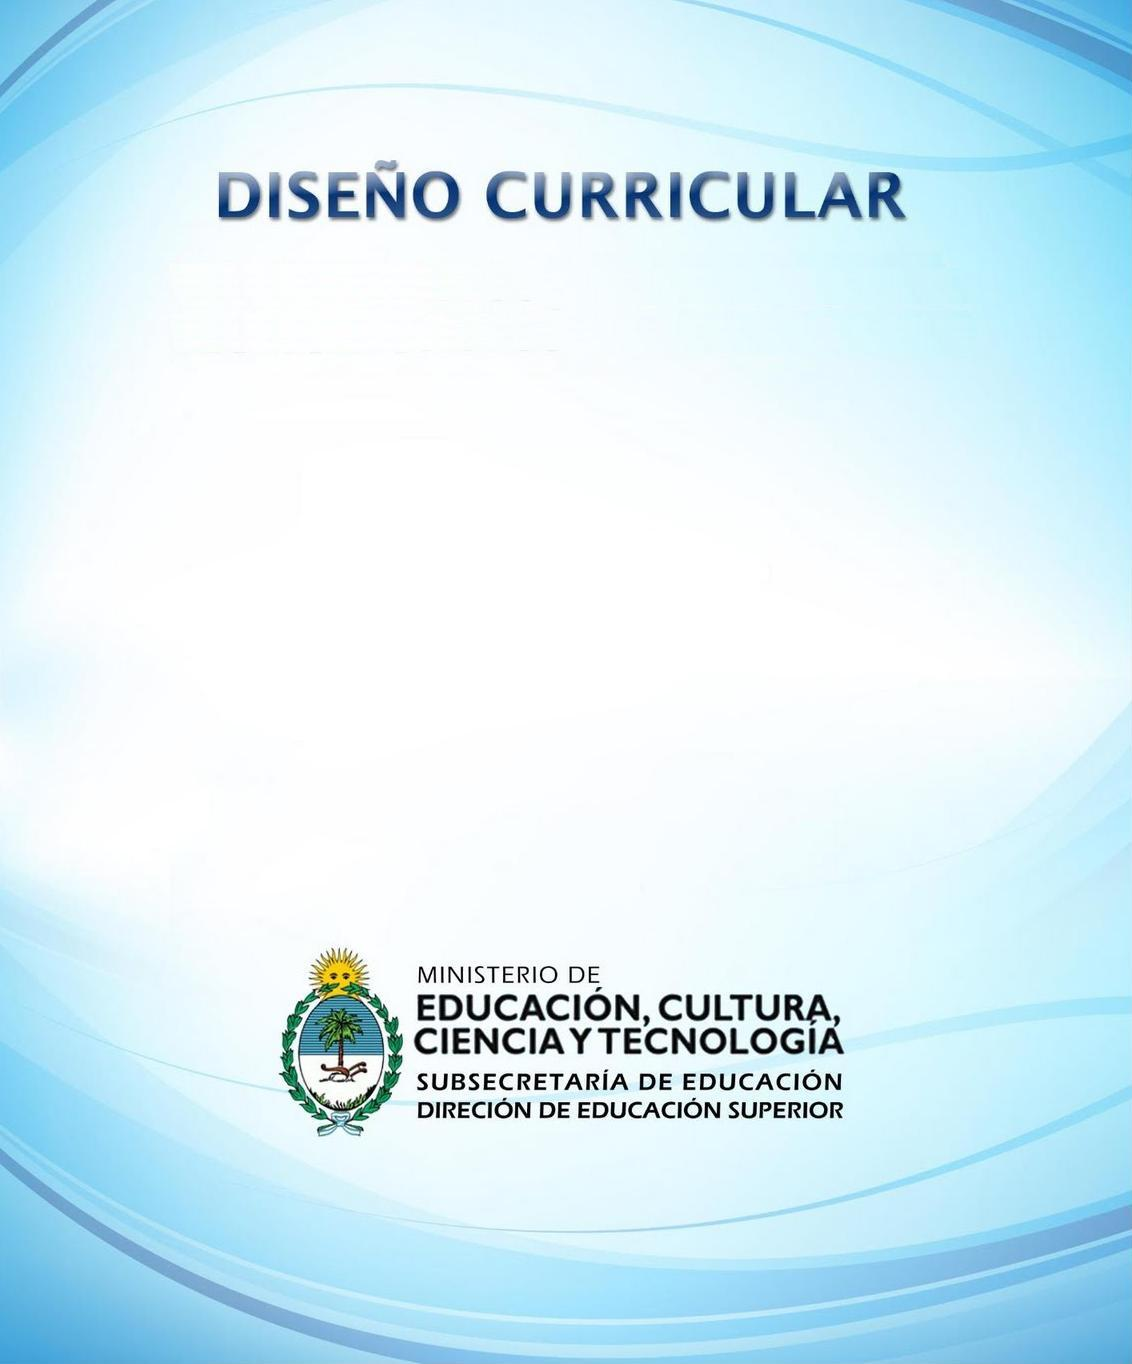 DISEÑO CURRICULAR
MINISTERIO DE
EDUCACIÓN, CULTURA,
CIENCIA Y TECNOLOGÍA
SUBSECRETARÍA DE EDUCACIÓN
DIRECIÓN DE EDUCACIÓN SUPERIOR